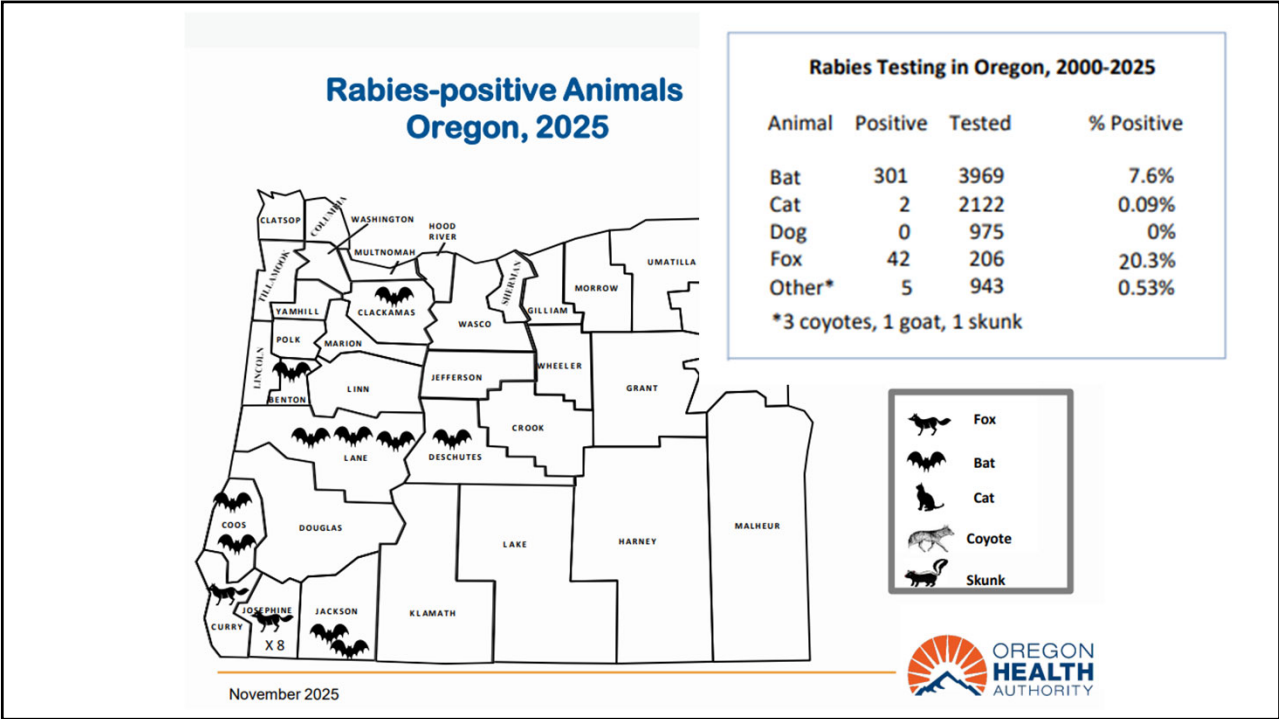 Rabies-positive Animals
Oregon, 2025
CLATSOP
COLUMBIA
WASHINGTON
HOOD
RIVER
MULTNOMAH
TILLAMOOK
SHERMAN
UMATILLA
MORROW
YAMHILL
CLACKAMAS
GILLIAM
WASCO
POLK
MARION
LINCOLN
JEFFERSON
WHEELER
LINN
GRANT
BENTON
CROOK
LANE
DESCHUTES
COOS
DOUGLAS
MALHEUR
LAKE
HARNEY
JOSEPHINE
JACKSON
KLAMATH
CURRY
X 8
November 2025
Rabies Testing in Oregon, 2000-2025
Animal Positive Tested % Positive
Bat 301 3969 7.6%
Cat 2 2122 0.09%
Dog 0 975 0%
Fox 42 206 20.3%
Other* 5 943 0.53%
*3 coyotes, 1 goat, 1 skunk
Fox
Bat
Cat
Coyote
Skunk
OREGON
HEALTH
AUTHORITY